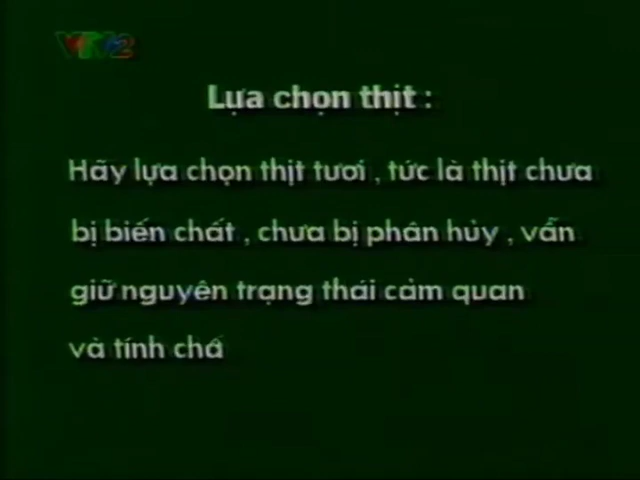 VTV2
Lựa chọn thịt :
Hãy lựa chọn thịt tươi , tức là thịt chưa
bị biến chất , chưa bị phân hủy , vẫn
giữ nguyên trạng thái cảm quan
và tính chấ